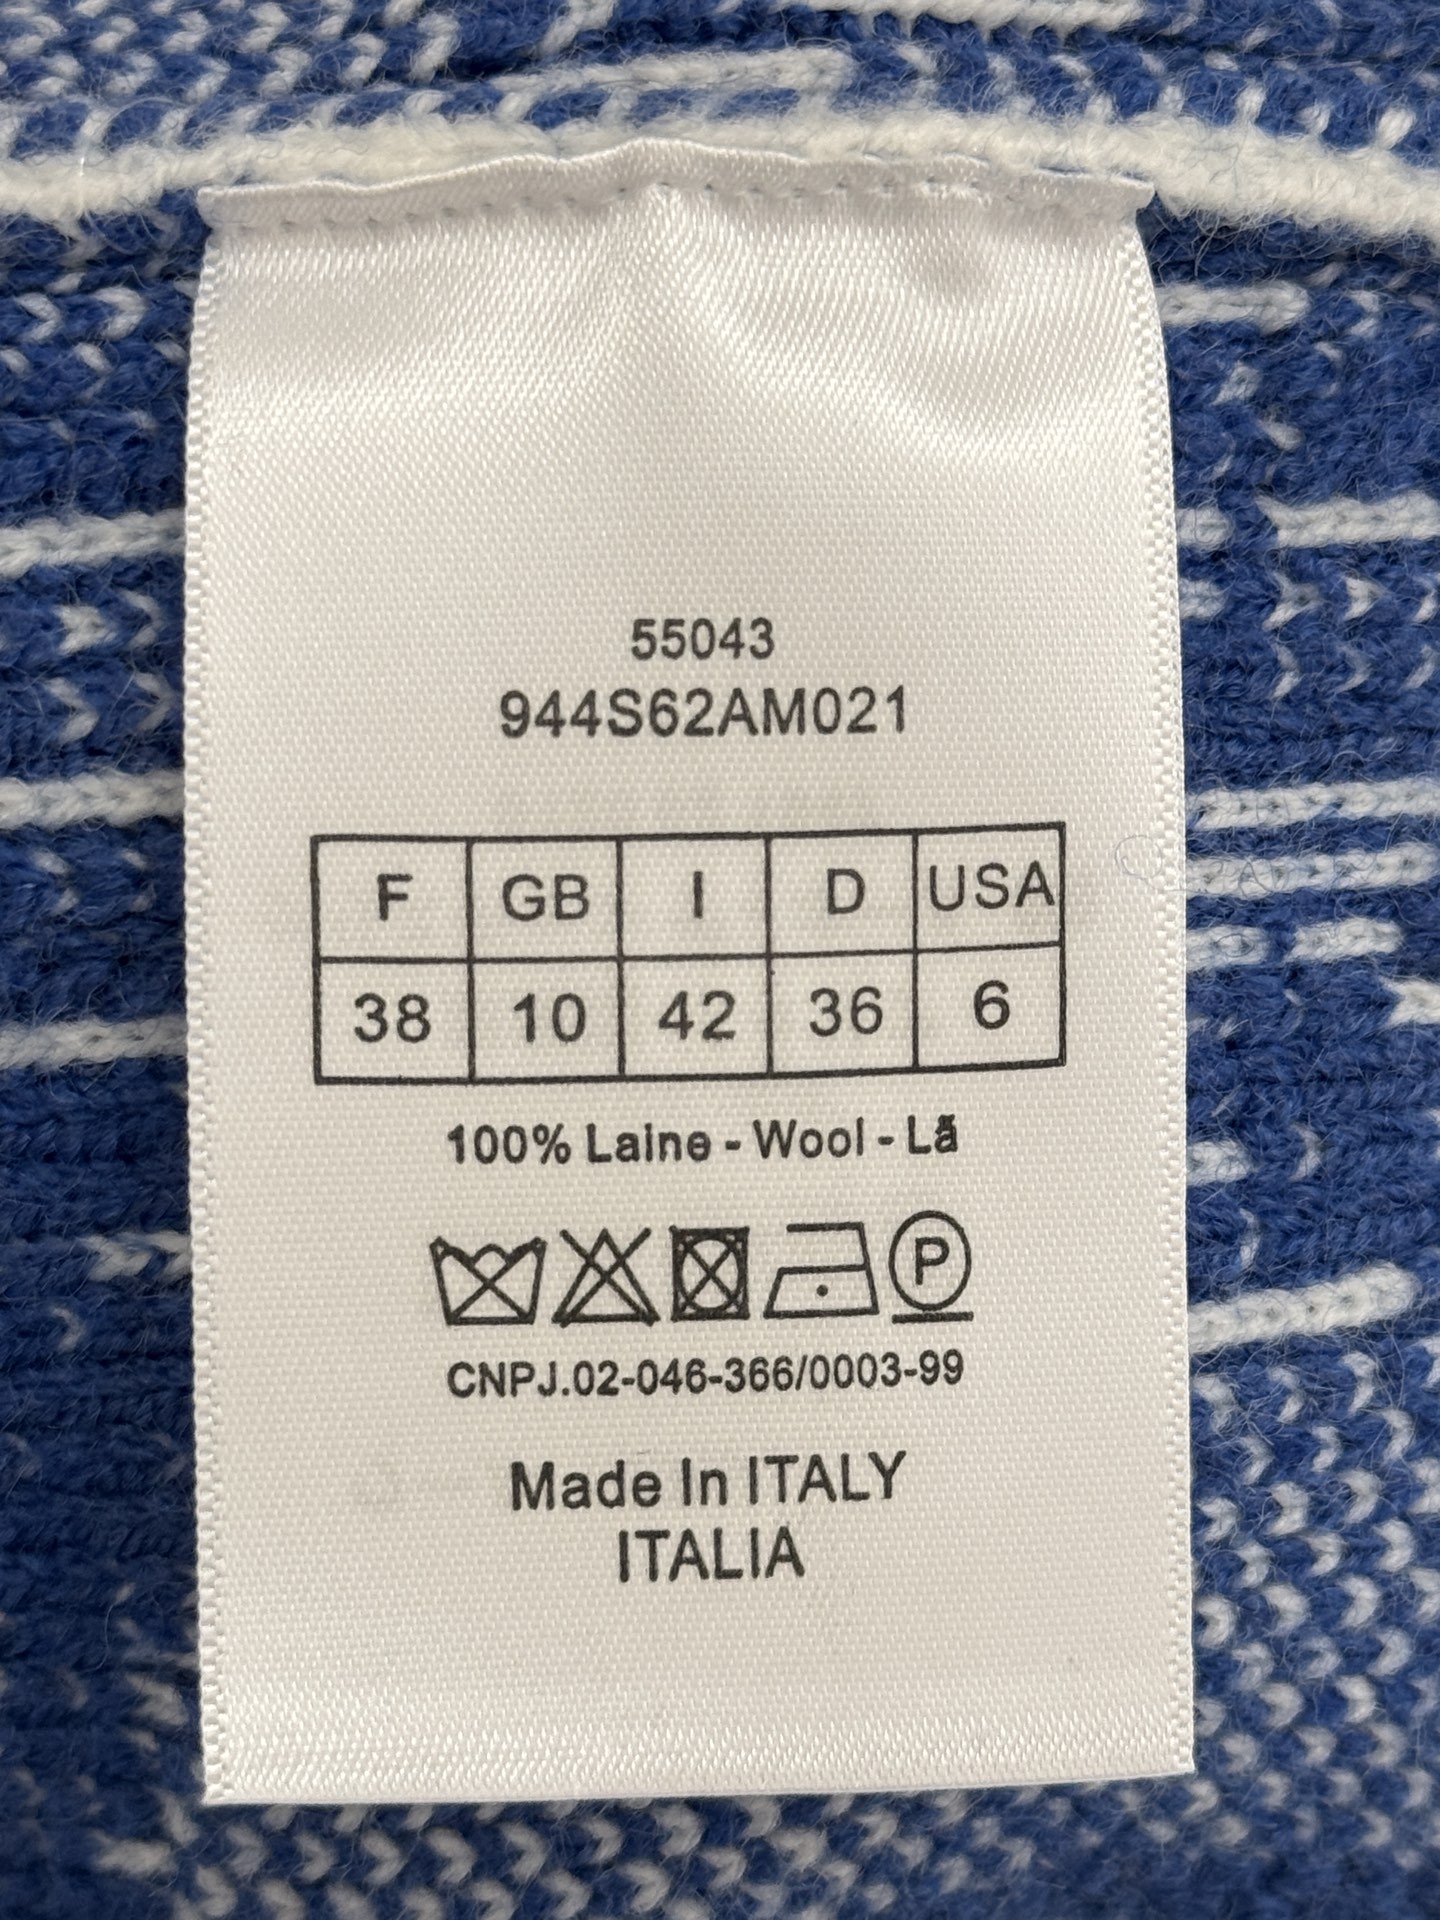 55043
944S62AM021
F GB I D USA
38 10 42 36 6
100% Laine - Wool - Lã
P
CNPJ.02-046-366/0003-99
Made In ITALY
ITALIA